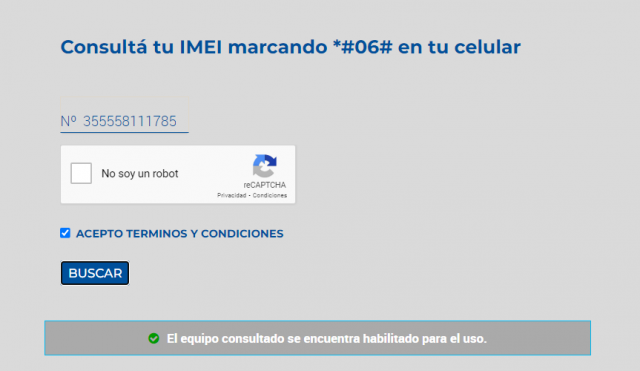 Consultá tu IMEI marcando *#06# en tu celular
Nº 355558111785
No soy un robot
reCAPTCHA
Privacidad - Condiciones
ACEPTO TERMINOS Y CONDICIONES
BUSCAR
El equipo consultado se encuentra habilitado para el uso.